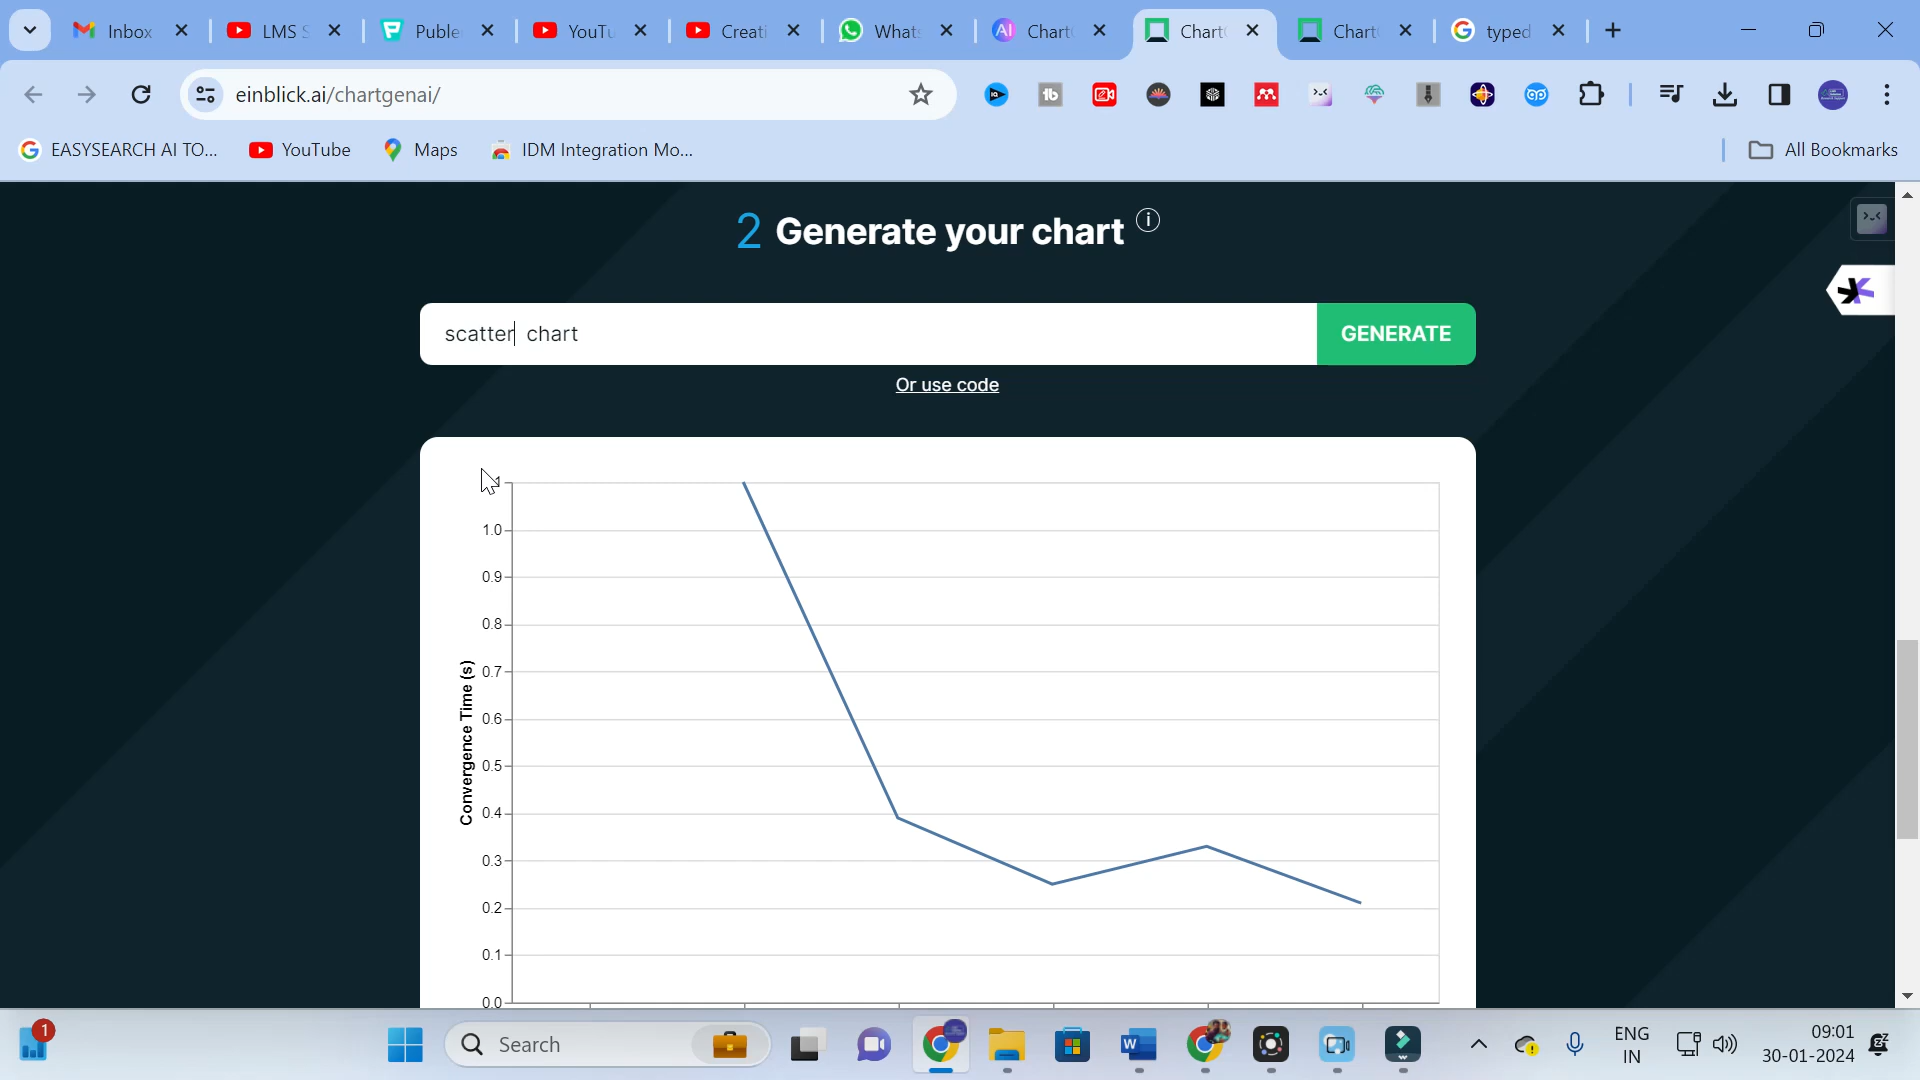 Inbox
LMS S
Puble
YouTu
Creati
What:
Chart
Chart
Chart
typed
einblick.ai/chartgenai/
EASYSEARCH AI TO...
YouTube
Maps
IDM Integration Mo...
All Bookmarks
2 Generate your chart
scatter chart
GENERATE
Or use code
1.0
0.9
0.8
0.7
0.6
0.5
0.4
0.3
0.2
0.1
0.0
Convergence Time (s)
1
Search
ENG
IN
09:01
30-01-2024